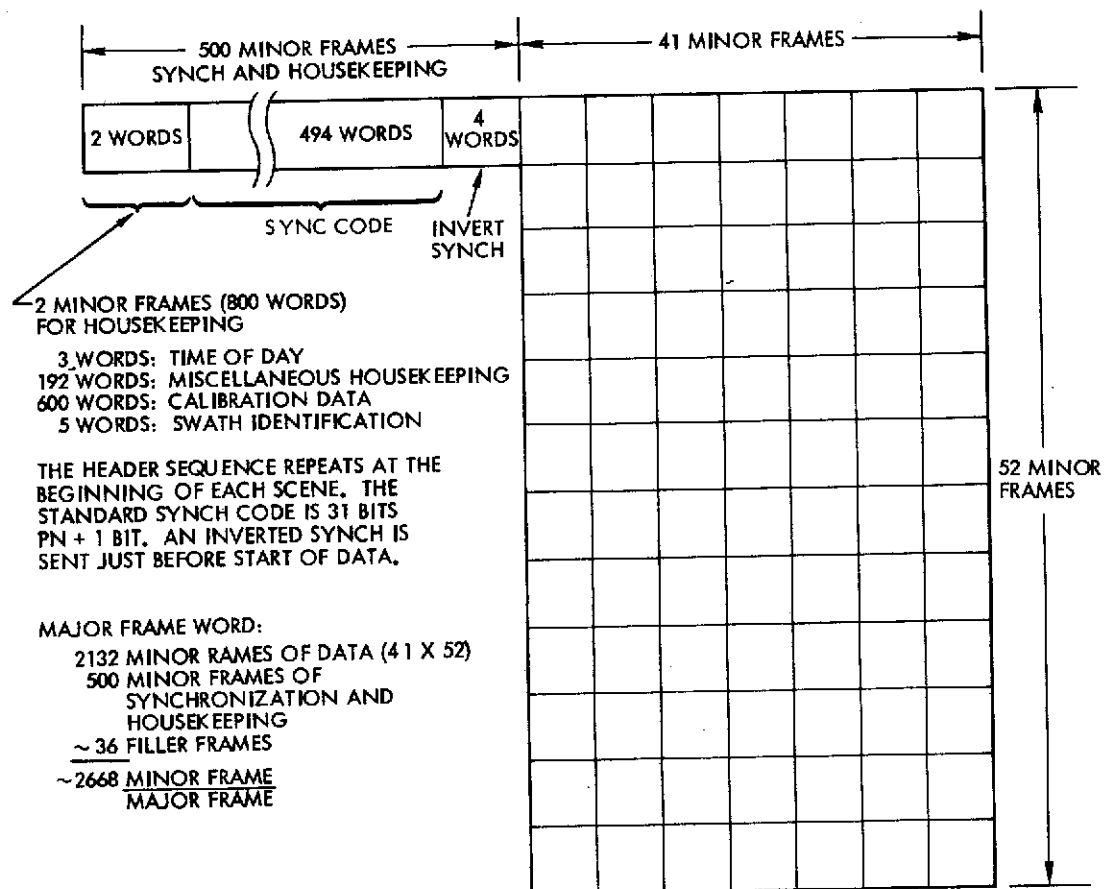 500 MINOR FRAMES
SYNCH AND HOUSEKEEPING
41 MINOR FRAMES
2 WORDS
494 WORDS
4
WORDS
SYNC CODE
INVERT
SYNCH
2 MINOR FRAMES (800 WORDS)
FOR HOUSEKEEPING
3 WORDS: TIME OF DAY
192 WORDS: MISCELLANEOUS HOUSEKEEPING
600 WORDS: CALIBRATION DATA
5 WORDS: SWATH IDENTIFICATION
THE HEADER SEQUENCE REPEATS AT THE
BEGINNING OF EACH SCENE. THE
STANDARD SYNCH CODE IS 31 BITS
PN + 1 BIT. AN INVERTED SYNCH IS
SENT JUST BEFORE START OF DATA.
52 MINOR
FRAMES
MAJOR FRAME WORD:
2132 MINOR RAMES OF DATA (41 X 52)
500 MINOR FRAMES OF
SYNCHRONIZATION AND
HOUSEKEEPING
~ 36 FILLER FRAMES
~2668 MINOR FRAME
MAJOR FRAME